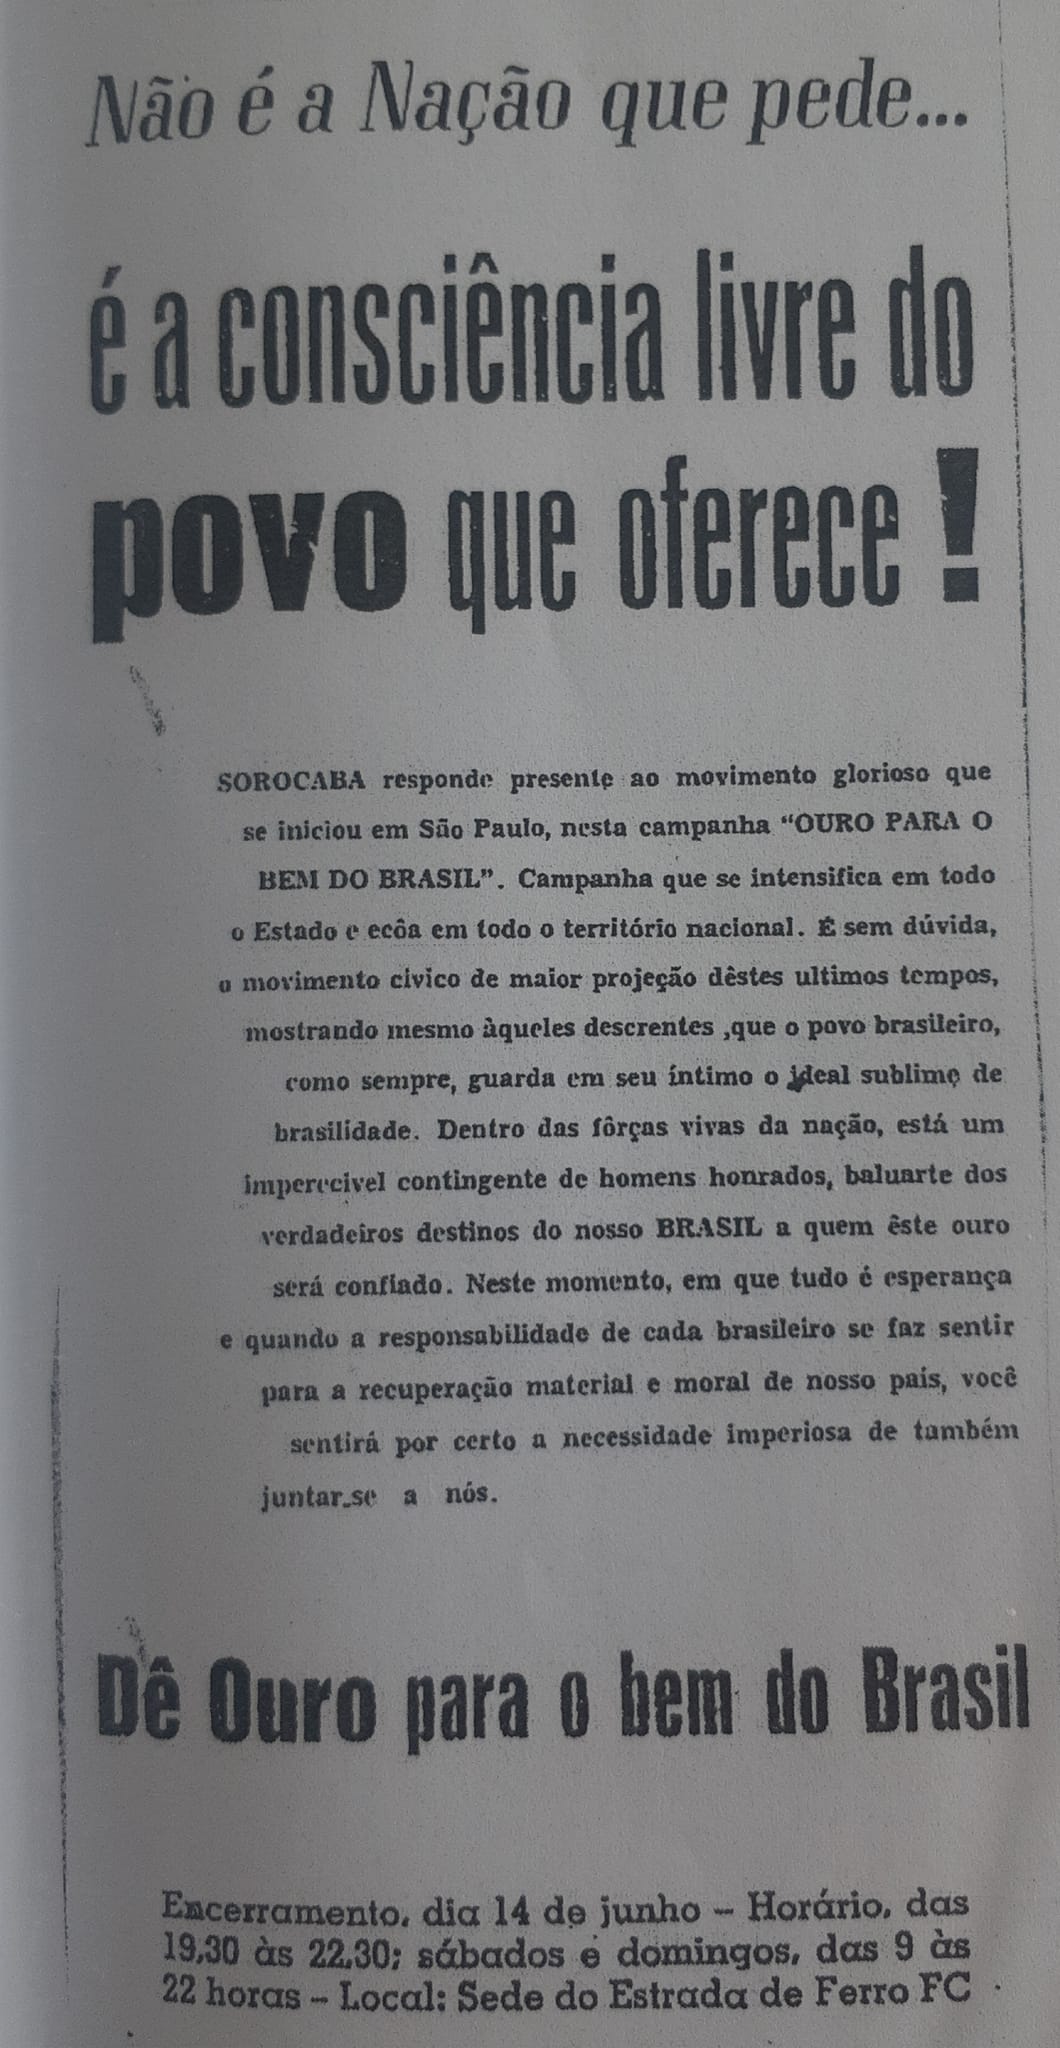 Não é a Nação que pede...
é a consciência livre do
povo que oferece!
SOROCABA responde presente ao movimento glorioso que
se iniciou em São Paulo, nesta campanha “OURO PARA O
BEM DO BRASIL”. Campanha que se intensifica em todo
o Estado e ecôa em todo o território nacional. É sem dúvida,
o movimento cívico de maior projeção dêstes ultimos tempos,
mostrando mesmo àqueles descrentes ,que o povo brasileiro,
como sempre, guarda em seu íntimo o ideal sublime de
brasilidade. Dentro das fôrças vivas da nação, está um
imperecivel contingente de homens honrados, baluarte dos
verdadeiros destinos do nosso BRASIL a quem êste ouro
será confiado. Neste momento, em que tudo é esperança
e quando a responsabilidade de cada brasileiro se faz sentir
para a recuperação material e moral de nosso país, você
sentirá por certo a necessidade imperiosa de também
juntar-se a nós.
Dê Ouro para o bem do Brasil
Encerramento, dia 14 de junho – Horário, das
19,30 às 22,30; sábados e domingos, das 9 às
22 horas – Local: Sede do Estrada de Ferro FC